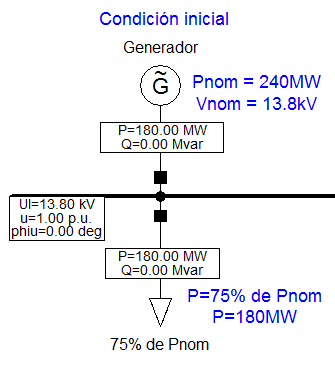 Condición inicial
Generador
G̃
Pnom = 240MW
Vnom = 13.8kV
P=180.00 MW
Q=0.00 Mvar
Ul=13.80 kV
u=1.00 p.u.
phiu=0.00 deg
P=180.00 MW
Q=0.00 Mvar
P=75% de Pnom
P=180MW
75% de Pnom